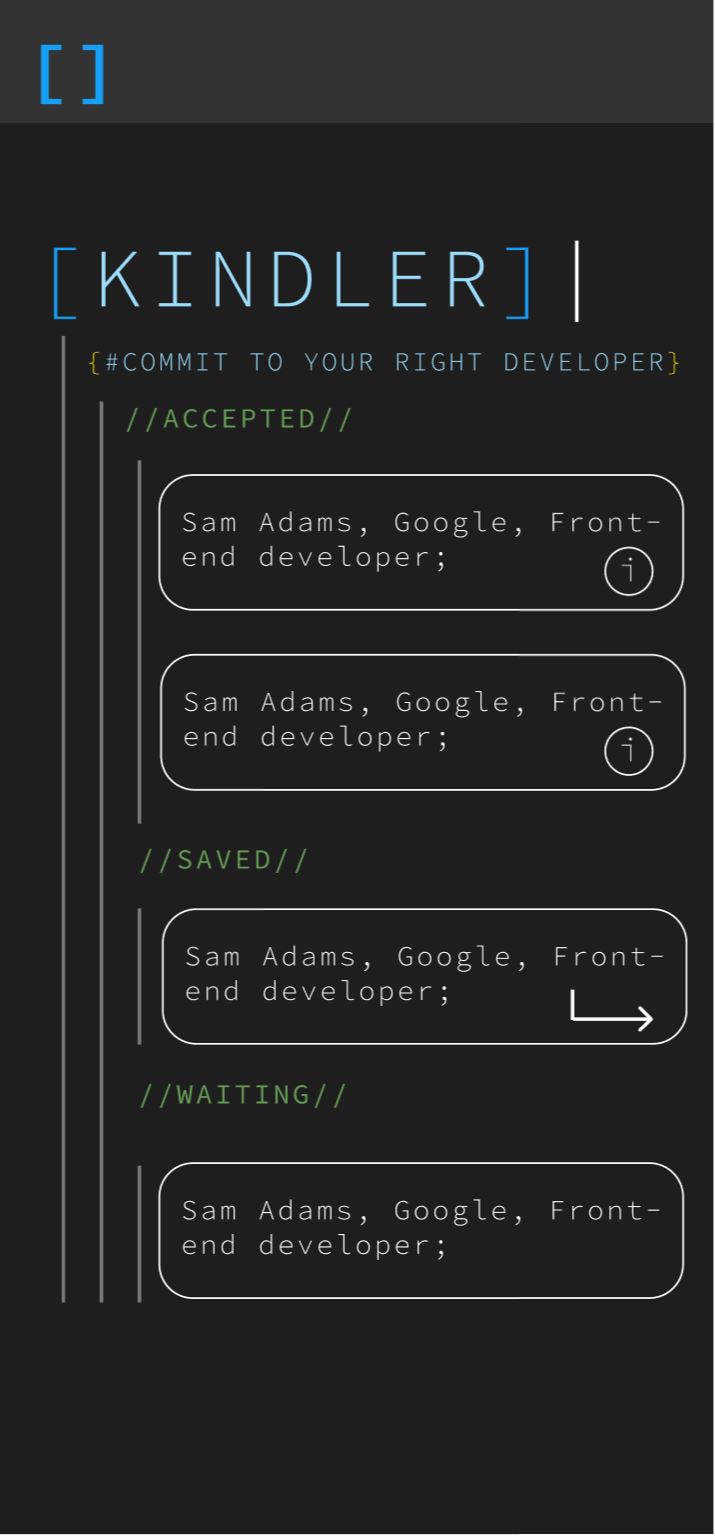 []
[KINDLER]|
{#COMMIT TO YOUR RIGHT DEVELOPER}
//ACCEPTED//
Sam Adams, Google, Front-
end developer;
i
Sam Adams, Google, Front-
end developer;
i
//SAVED//
Sam Adams, Google, Front-
end developer;
//WAITING//
Sam Adams, Google, Front-
end developer;